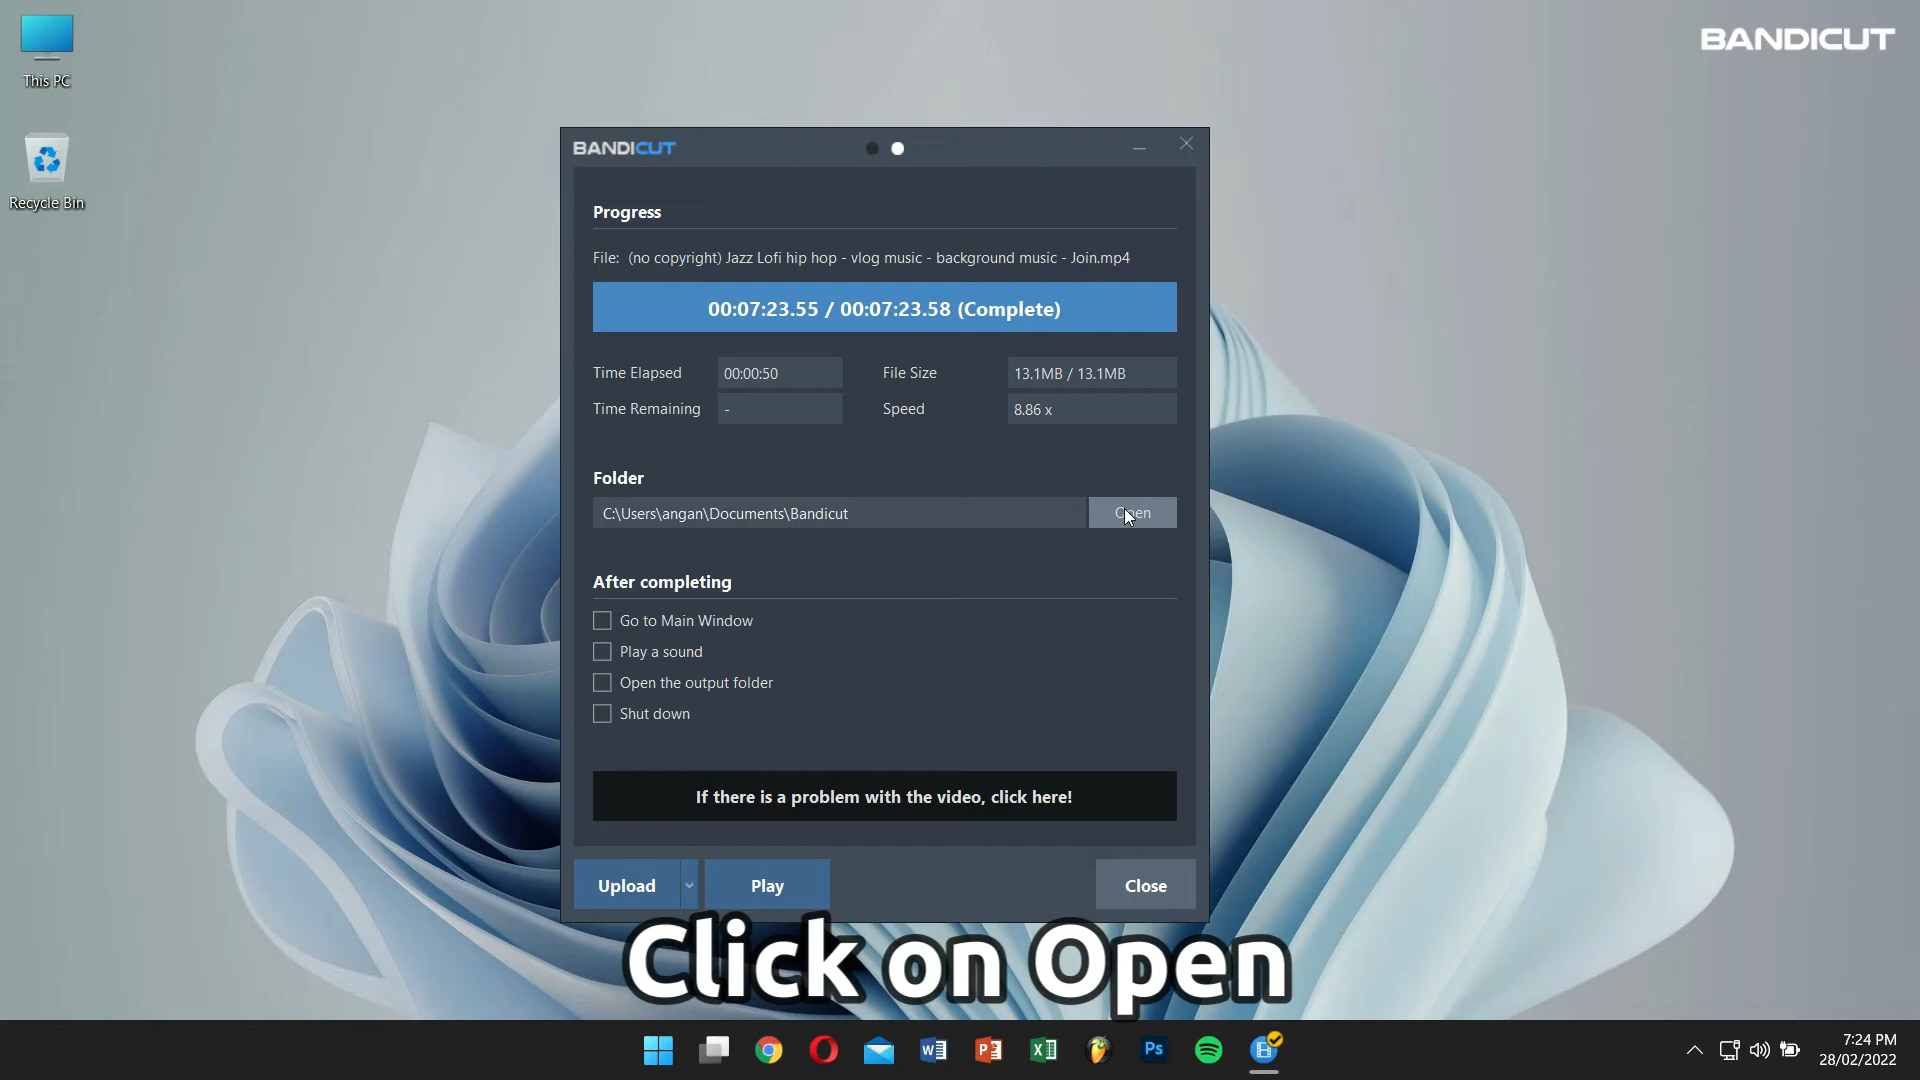 This PC
Recycle Bin
BANDICUT
BANDICUT
Progress
File: (no copyright) Jazz Lofi hip hop - vlog music - background music - Join.mp4
00:07:23.55 / 00:07:23.58 (Complete)
Time Elapsed 00:00:50 File Size 13.1MB / 13.1MB
Time Remaining - Speed 8.86 x
Folder
C:\Users\angan\Documents\Bandicut Open
After completing
Go to Main Window
Play a sound
Open the output folder
Shut down
If there is a problem with the video, click here!
Upload Play Close
Click on Open
Ps
7:24 PM
28/02/2022